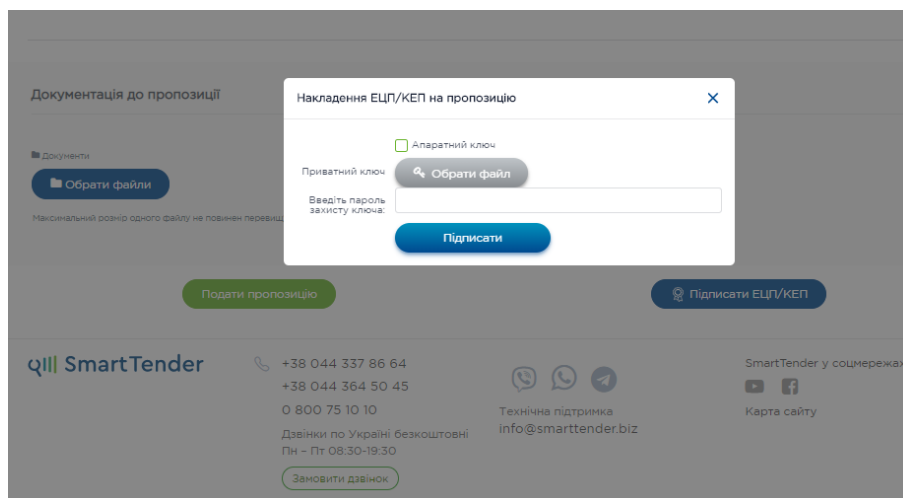 Документація до пропозиції
Накладення ЕЦП/КЕП на пропозицію
Апаратний ключ
Документи
Приватний ключ
Обрати файл
Обрати файли
Введіть пароль
захисту ключа:
Максимальний розмір одного файлу не повинен перевищ
Підписати
Подати пропозицію
Підписати ЕЦП/КЕП
SmartTender
+38 044 337 86 64
+38 044 364 50 45
0 800 75 10 10
Дзвінки по Україні безкоштовні
Пн – Пт 08:30-19:30
Замовити дзвінок
Технічна підтримка
info@smarttender.biz
SmartTender у соцмережах
Карта сайту